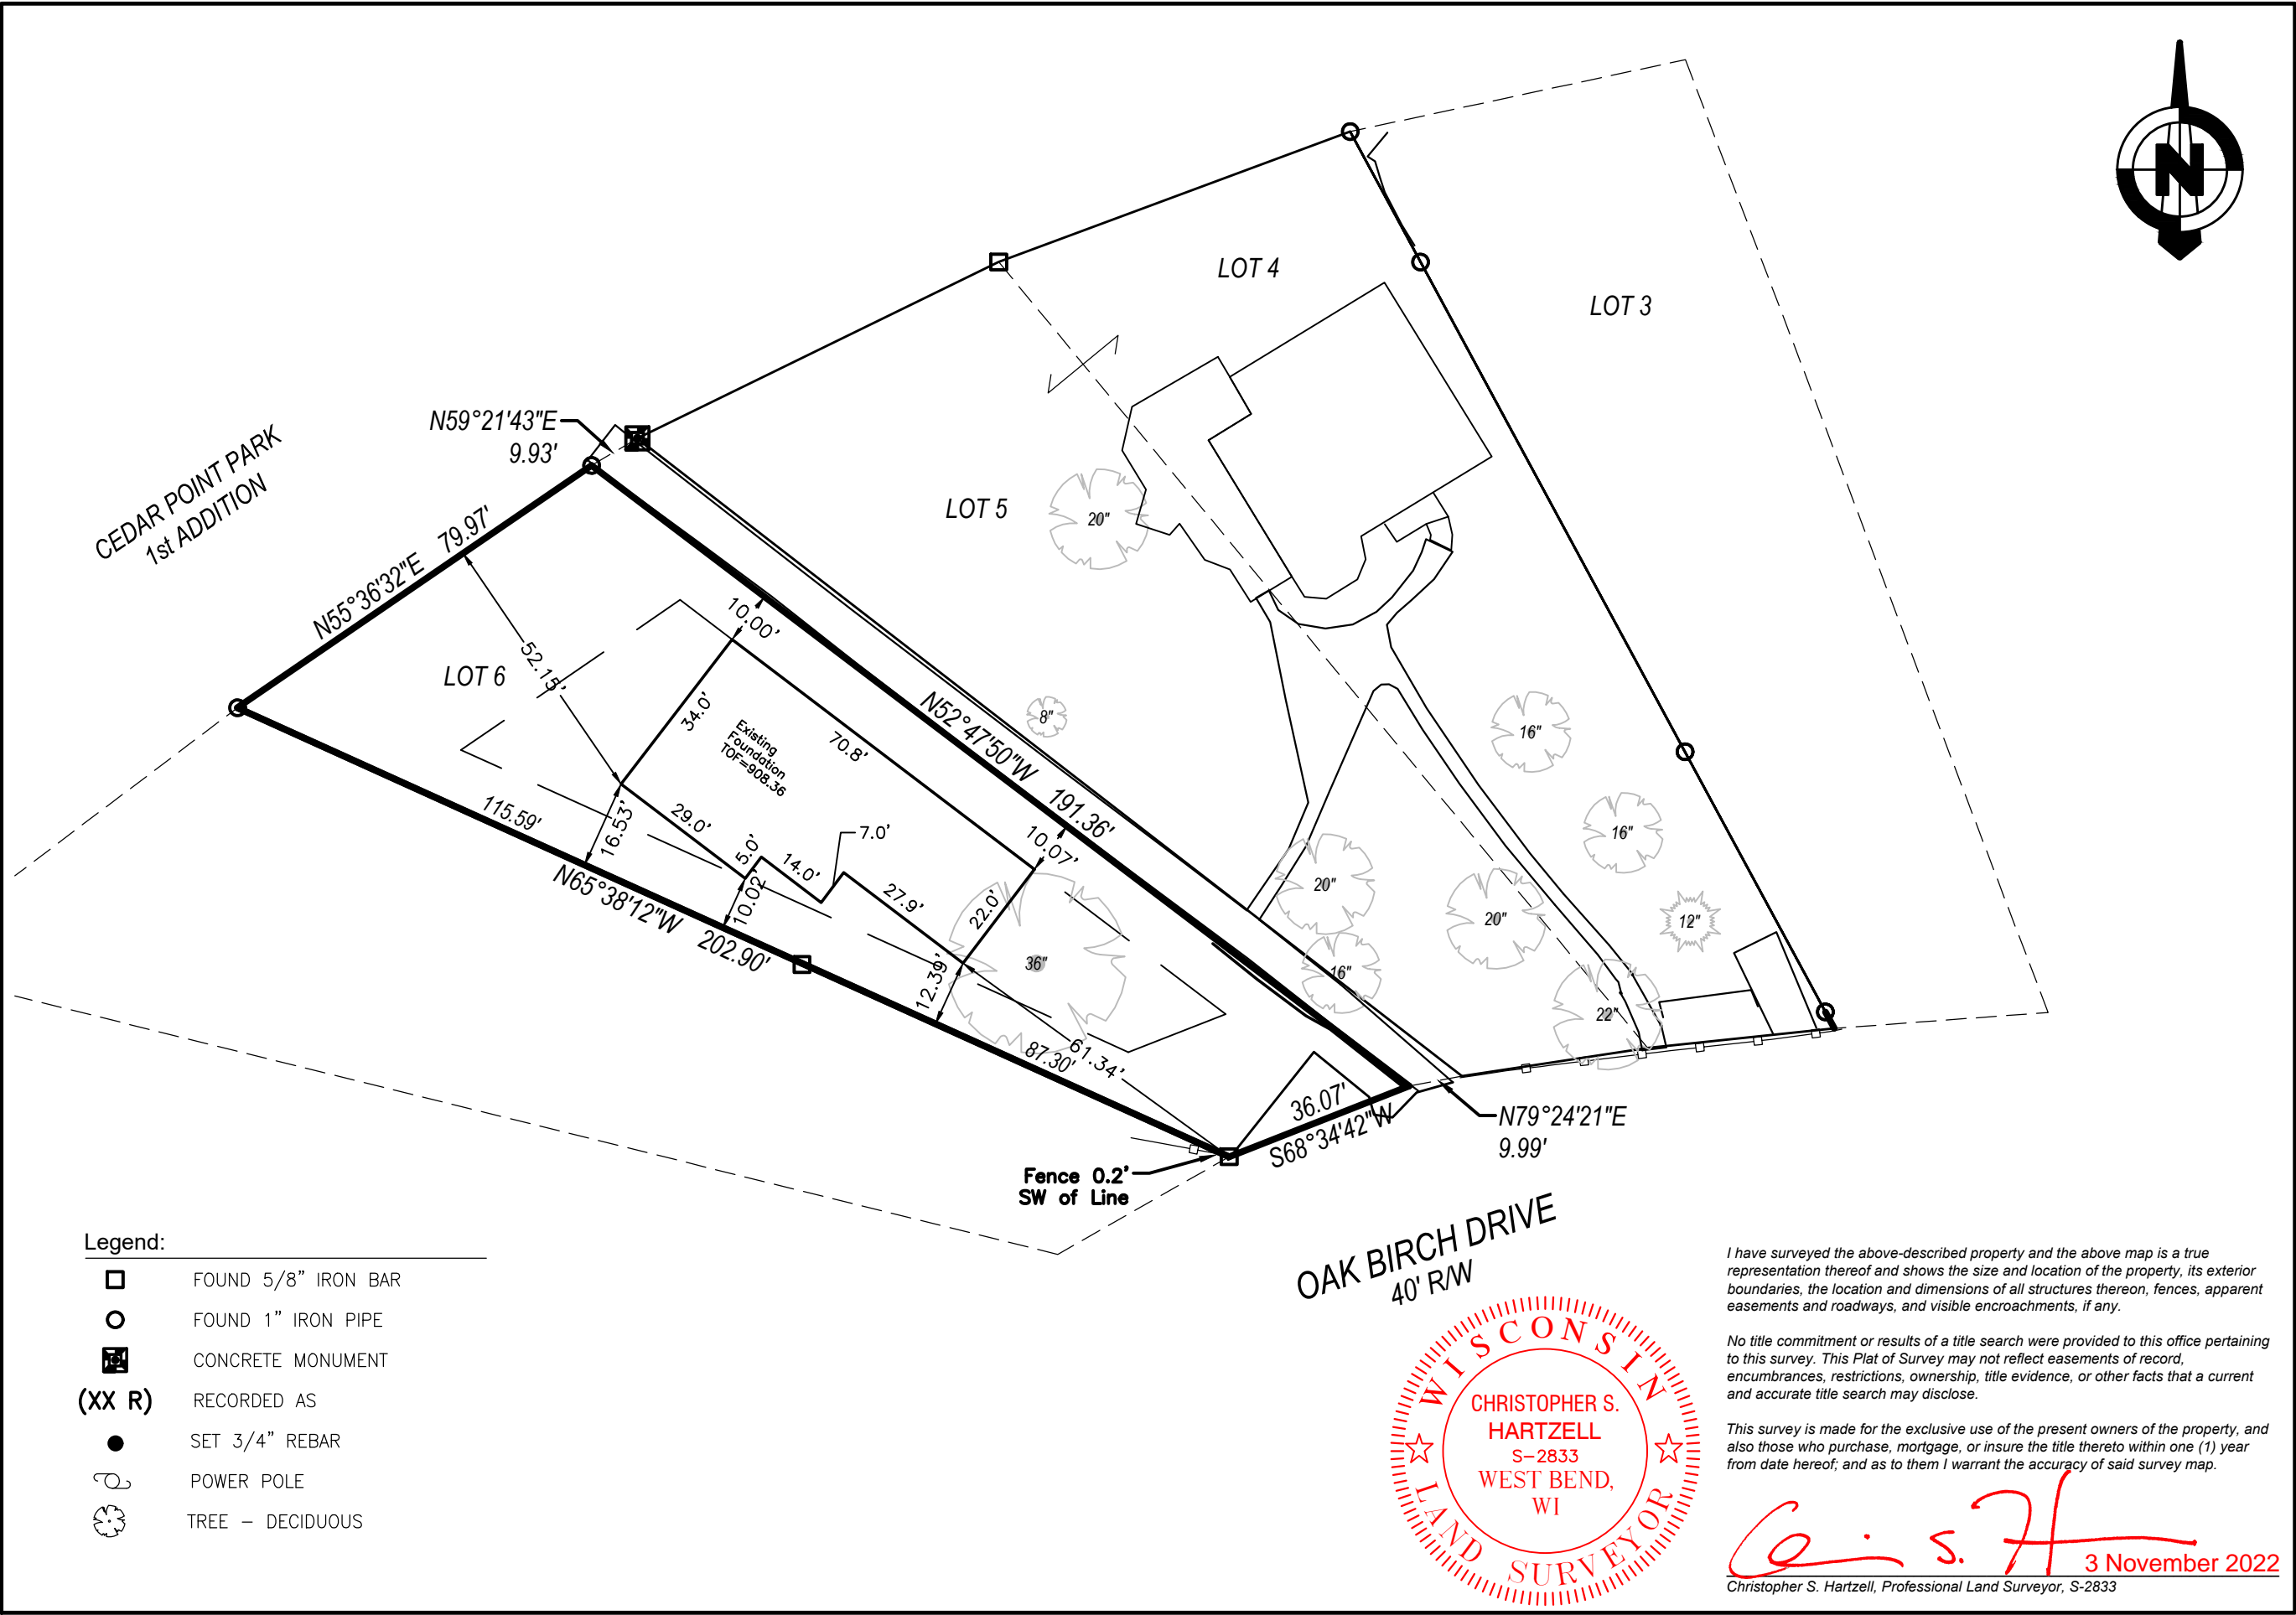 N
LOT 4
LOT 3
N59°21'43"E
9.93'
CEDAR POINT PARK
1st ADDITION
LOT 5
20"
N55°36'32"E 79.97'
10.00'
52.15'
LOT 6
34.0'
Existing
Foundation
TOF=908.36
70.8'
N52°47'50"W 191.36'
8"
16"
115.59'
16.53'
29.0'
5.0'
14.0'
7.0'
10.07'
16"
N65°38'12"W 202.90'
10.02'
27.9'
22.0'
20"
20"
12"
12.39'
36"
16"
22"
87.30'
61.34'
36.07'
S68°34'42"W
N79°24'21"E
9.99'
Fence 0.2'
SW of Line
OAK BIRCH DRIVE
40' R/W
Legend:
FOUND 5/8" IRON BAR
FOUND 1" IRON PIPE
CONCRETE MONUMENT
(XX R) RECORDED AS
SET 3/4" REBAR
POWER POLE
TREE – DECIDUOUS
WISCONSIN
CHRISTOPHER S.
HARTZELL
S-2833
WEST BEND,
WI
LAND SURVEYOR
I have surveyed the above-described property and the above map is a true
representation thereof and shows the size and location of the property, its exterior
boundaries, the location and dimensions of all structures thereon, fences, apparent
easements and roadways, and visible encroachments, if any.
No title commitment or results of a title search were provided to this office pertaining
to this survey. This Plat of Survey may not reflect easements of record,
encumbrances, restrictions, ownership, title evidence, or other facts that a current
and accurate title search may disclose.
This survey is made for the exclusive use of the present owners of the property, and
also those who purchase, mortgage, or insure the title thereto within one (1) year
from date hereof; and as to them I warrant the accuracy of said survey map.
3 November 2022
Christopher S. Hartzell, Professional Land Surveyor, S-2833